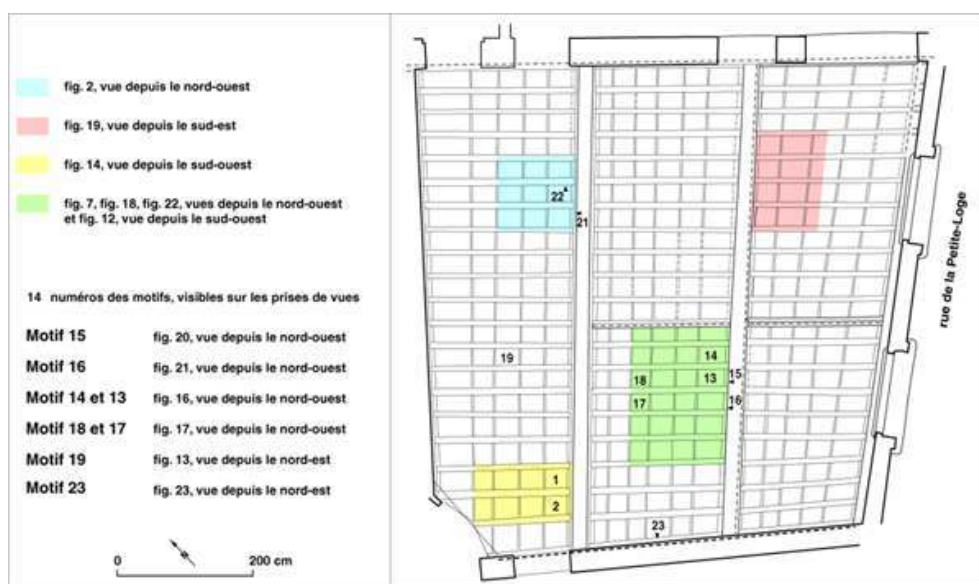 fig. 2, vue depuis le nord-ouest
fig. 19, vue depuis le sud-est
fig. 14, vue depuis le sud-ouest
fig. 7, fig. 18, fig. 22, vues depuis le nord-ouest
et fig. 12, vue depuis le sud-ouest
14 numéros des motifs, visibles sur les prises de vues
Motif 15 fig. 20, vue depuis le nord-ouest
Motif 16 fig. 21, vue depuis le nord-ouest
Motif 14 et 13 fig. 16, vue depuis le nord-ouest
Motif 18 et 17 fig. 17, vue depuis le nord-ouest
Motif 19 fig. 13, vue depuis le nord-est
Motif 23 fig. 23, vue depuis le nord-est
0 200 cm
22
21
19
14
18
13
15
17
16
1
2
23
rue de la Petite-Loge